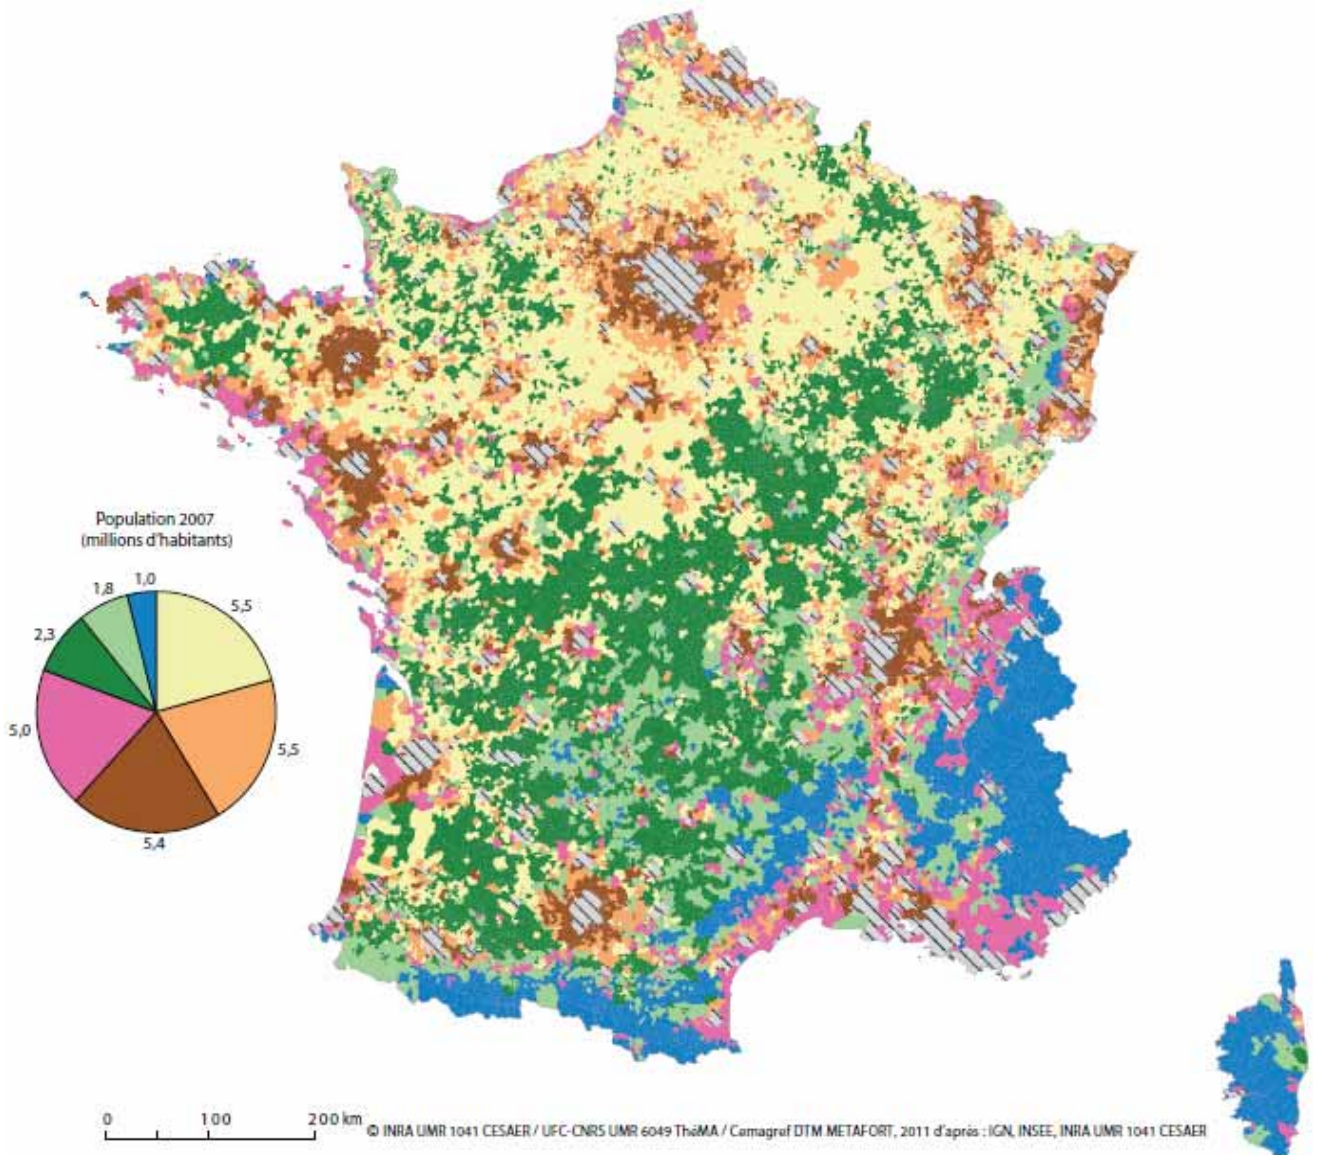 Population 2007
(millions d'habitants)
1,0
1,8
5,5
2,3
5,0
5,5
5,4
0 100 200 km
© INRA UMR 1041 CESAER / UFC-CNRS UMR 6049 ThéMA / Cemagref DTM METAFORT, 2011 d'après : IGN, INSEE, INRA UMR 1041 CESAER